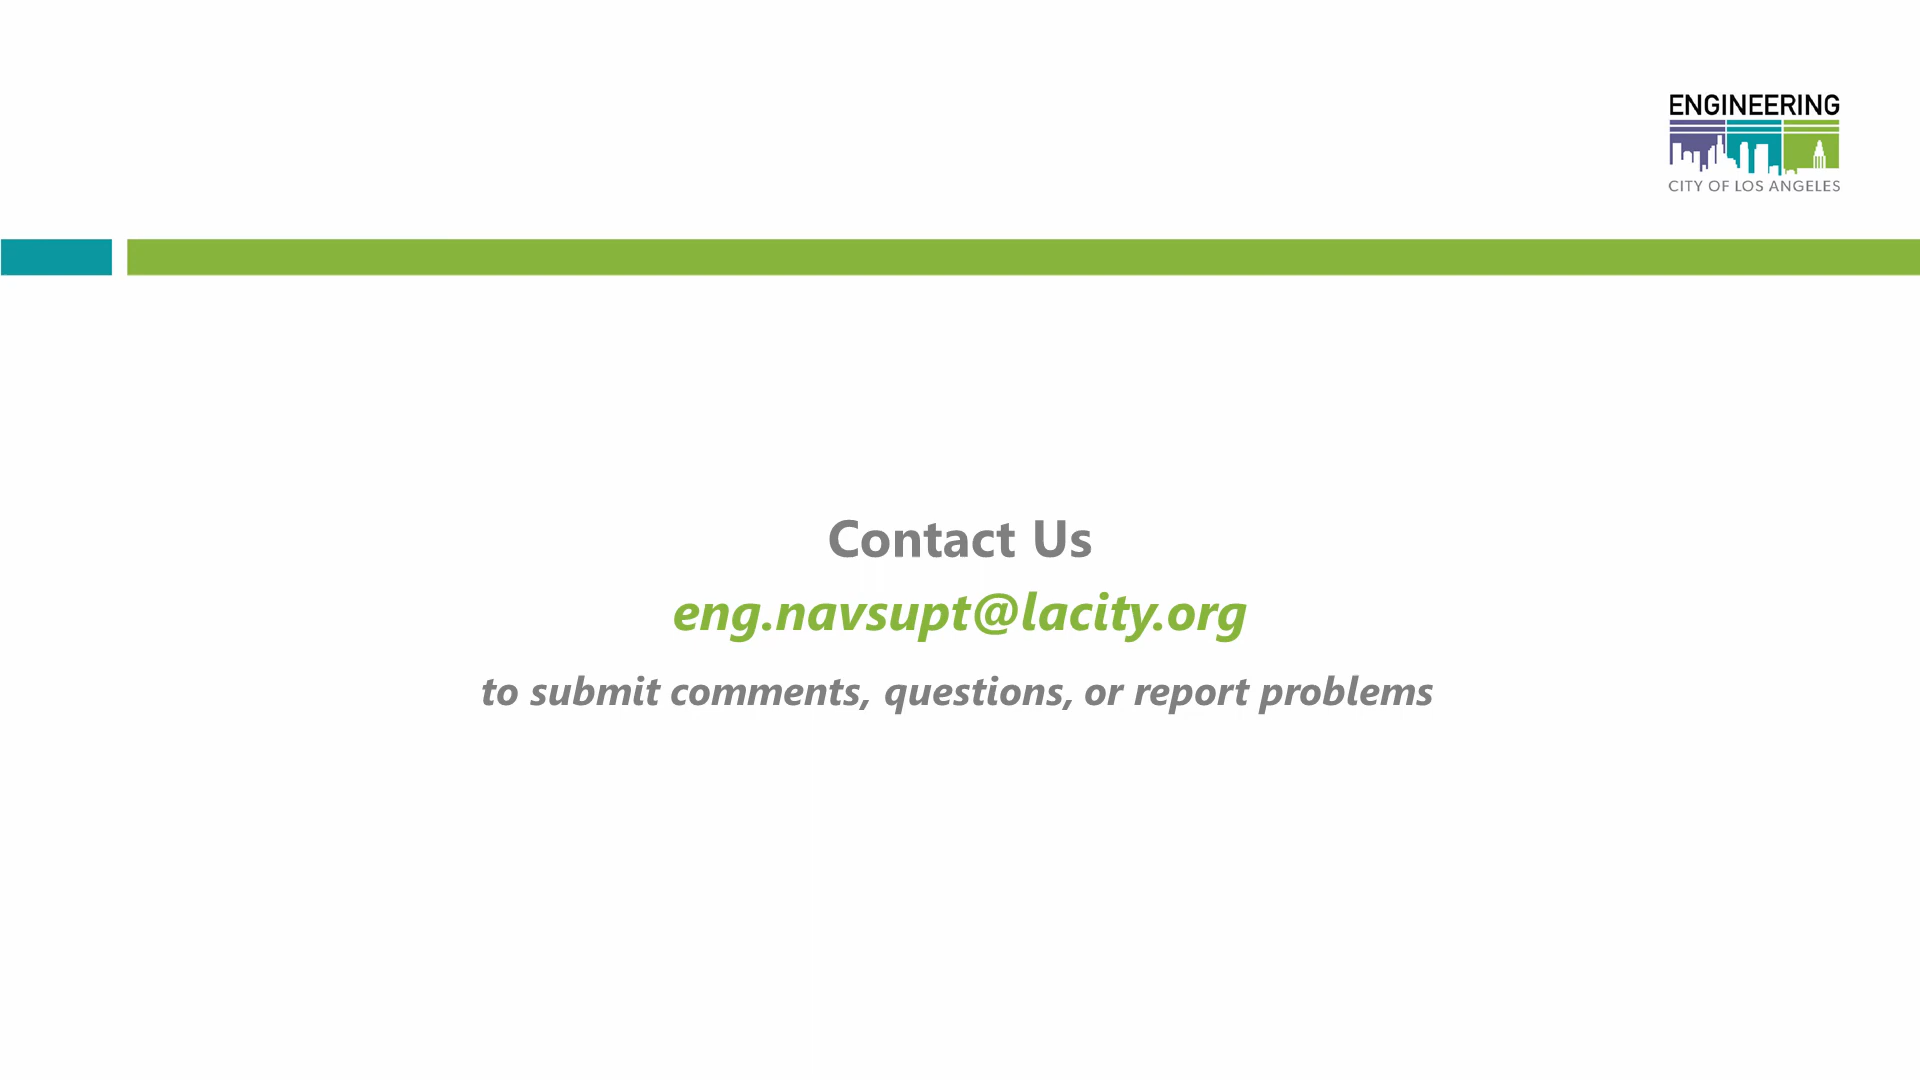 ENGINEERING
CITY OF LOS ANGELES
Contact Us
eng.navsupt@lacity.org
to submit comments, questions, or report problems